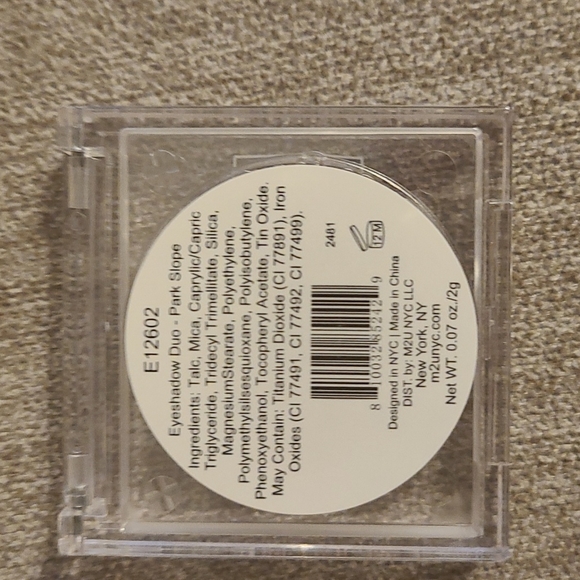 E12602
Eyeshadow Duo - Park Slope
Ingredients: Talc, Mica, Caprylic/Capric
Triglyceride, Tridecyl Trimellitate, Silica,
MagnesiumStearate, Polyethylene,
Polymethylsilsesquioxane, Polyisobutylene,
Phenoxyethanol, Tocopheryl Acetate, Tin Oxide.
May Contain: Titanium Dioxide (CI 77891), Iron
Oxides (CI 77491, CI 77492, CI 77499).
2481
12 M
Designed in NYC | Made in China
DIST. by: M2U NYC LLC
New York, NY
m2unyc.com
Net WT. 0.07 oz./2g